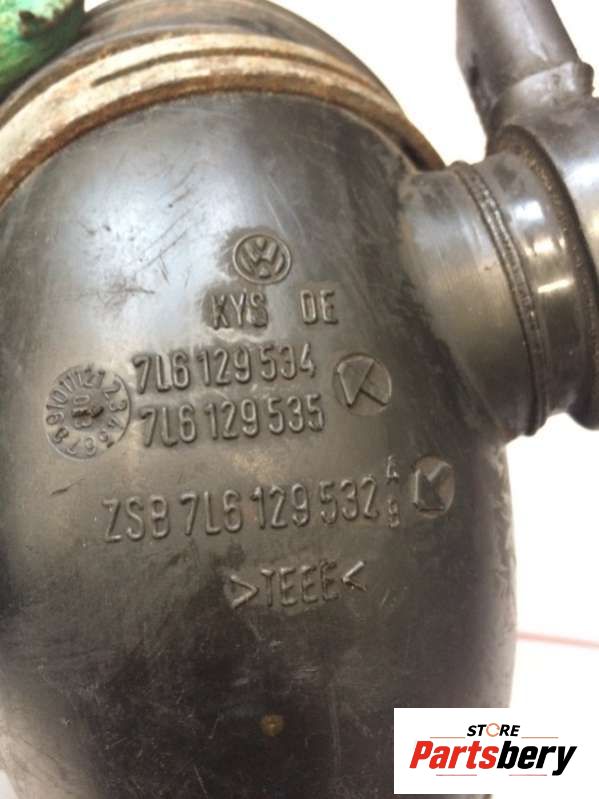 KYS DE
7L6 129 534
7L6 129 535
ZSB 7L6 129 532 A B
>TEEE<
STORE
Partsbery